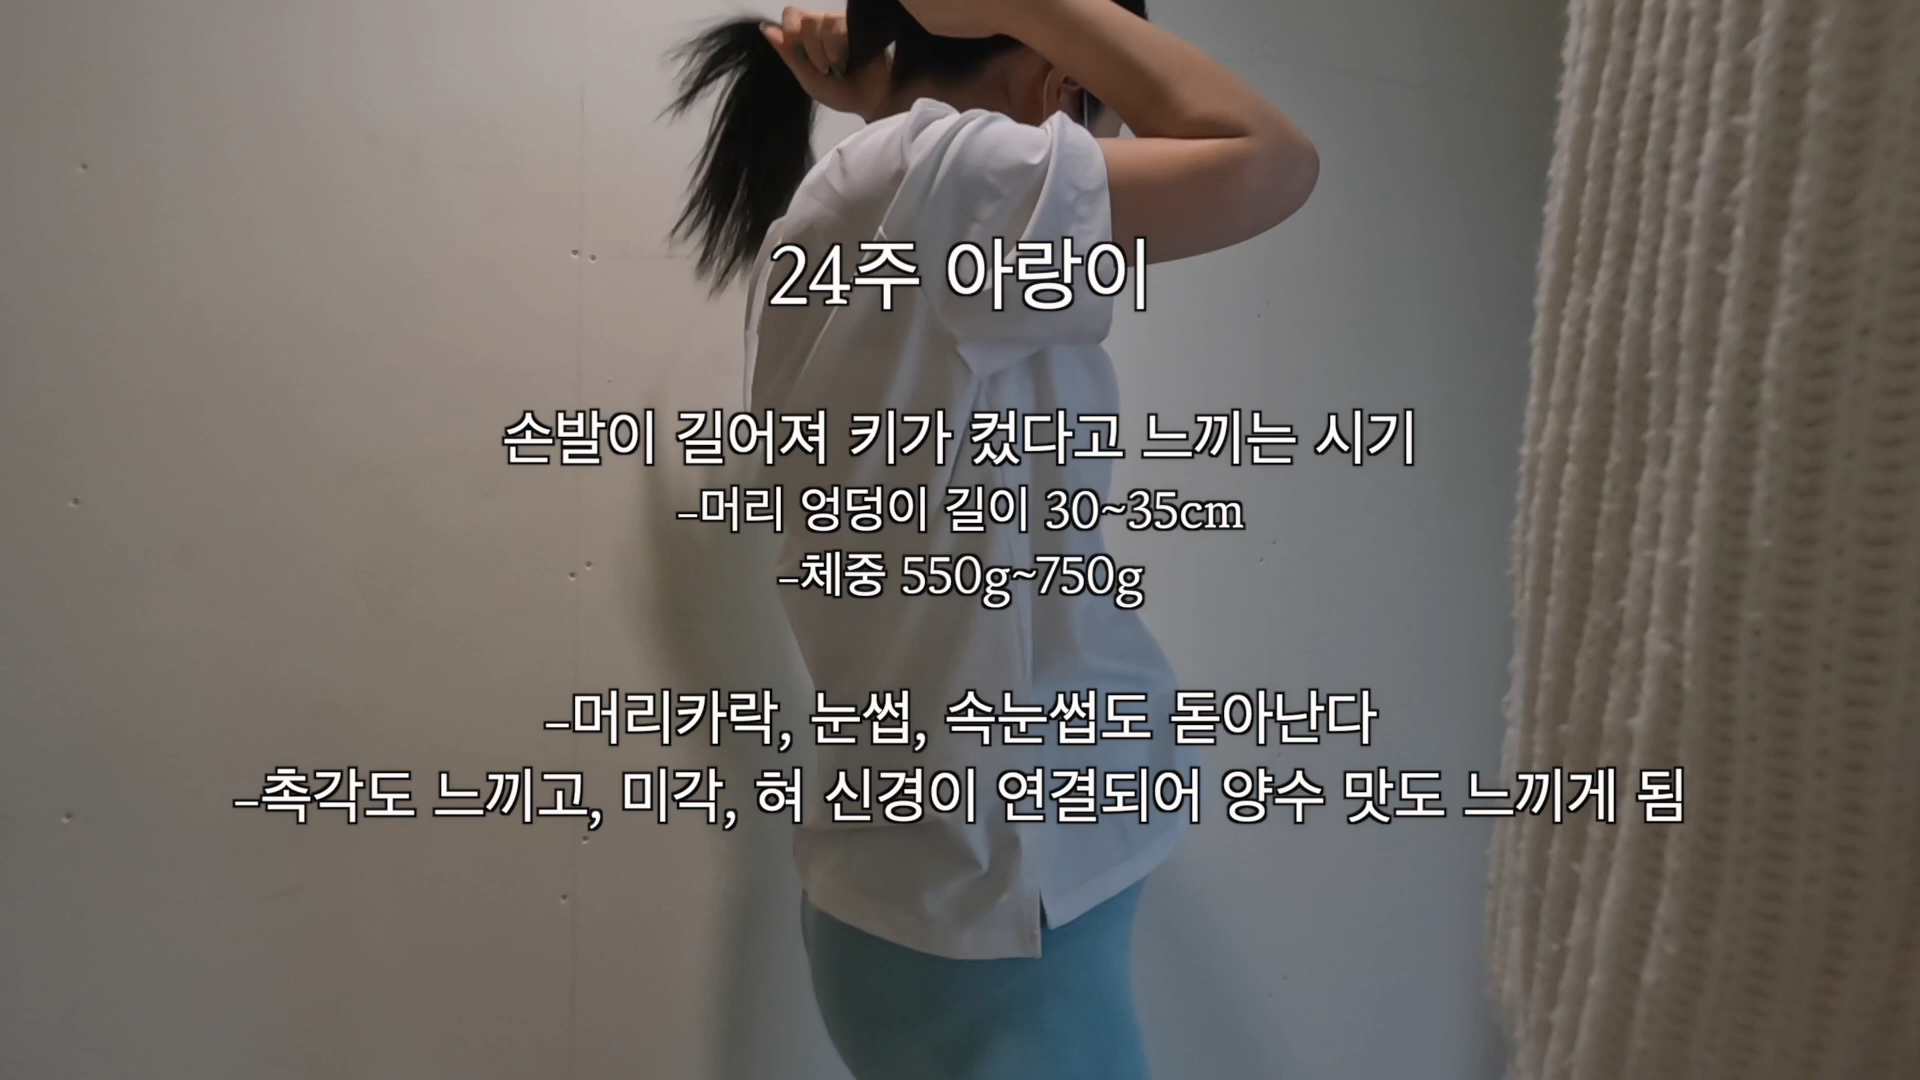 24주 아랑이
손발이 길어져 키가 컸다고 느끼는 시기
-머리 엉덩이 길이 30~35cm
-체중 550g~750g
-머리카락, 눈썹, 속눈썹도 돋아난다
-촉각도 느끼고, 미각, 혀 신경이 연결되어 양수 맛도 느끼게 됨